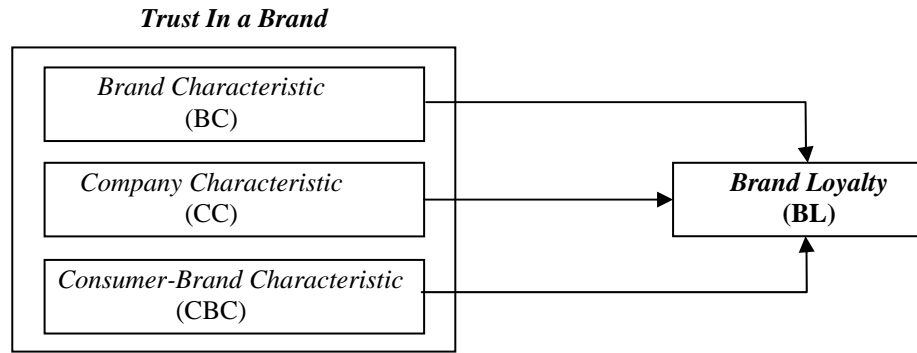 Trust In a Brand
Brand Characteristic
(BC)
Company Characteristic
(CC)
Brand Loyalty
(BL)
Consumer-Brand Characteristic
(CBC)